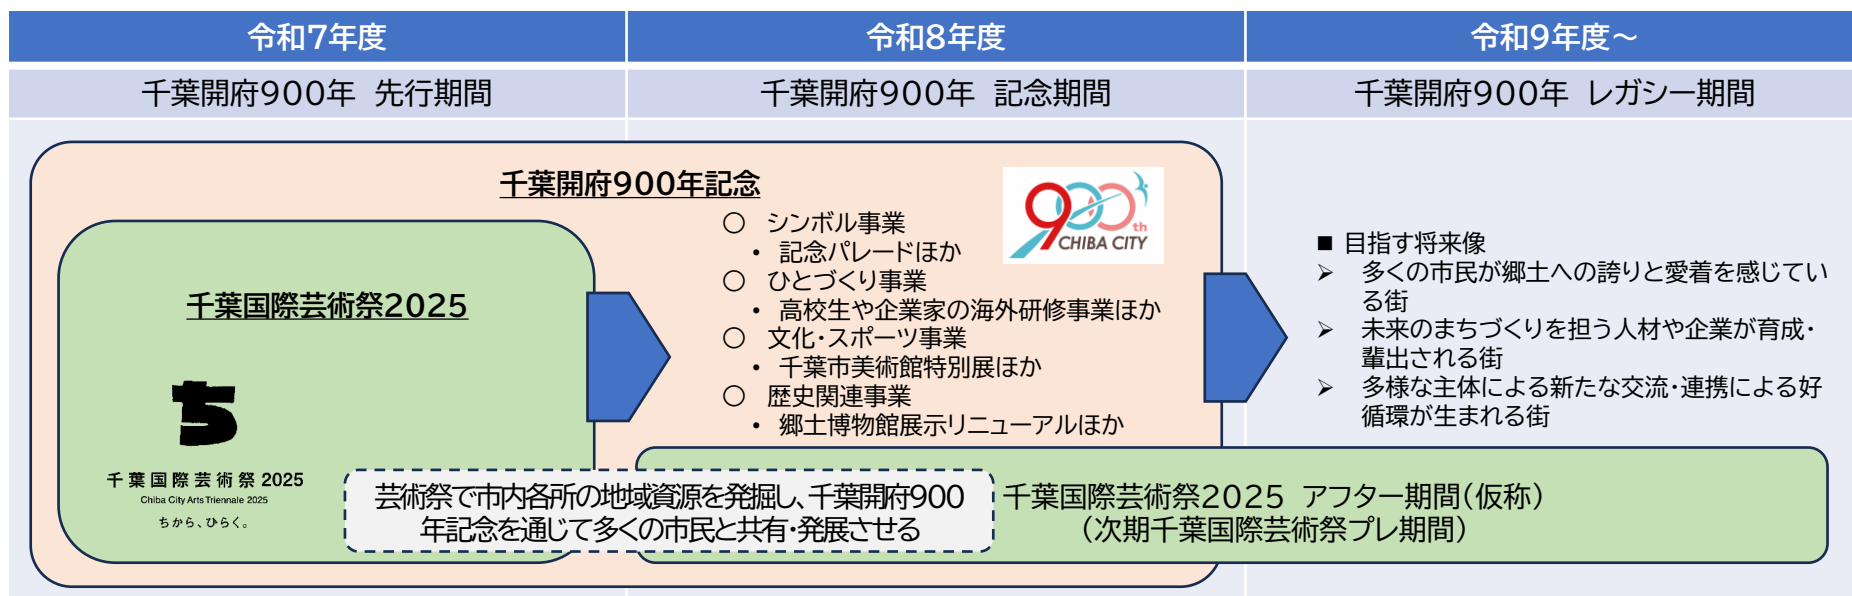 令和7年度
令和8年度
令和9年度～
千葉開府900年 先行期間
千葉開府900年 記念期間
千葉開府900年 レガシー期間
千葉開府900年記念
900th
CHIBA CITY
千葉国際芸術祭2025
ち
千葉国際芸術祭 2025
Chiba City Arts Triennale 2025
ちから、ひらく。
○ シンボル事業
・ 記念パレードほか
○ ひとづくり事業
・ 高校生や企業家の海外研修事業ほか
○ 文化・スポーツ事業
・ 千葉市美術館特別展ほか
○ 歴史関連事業
・ 郷土博物館展示リニューアルほか
■ 目指す将来像
➢ 多くの市民が郷土への誇りと愛着を感じてい
る街
➢ 未来のまちづくりを担う人材や企業が育成・
輩出される街
➢ 多様な主体による新たな交流・連携による好
循環が生まれる街
芸術祭で市内各所の地域資源を発掘し、千葉開府900
年記念を通じて多くの市民と共有・発展させる
千葉国際芸術祭2025 アフター期間（仮称）
（次期千葉国際芸術祭プレ期間）